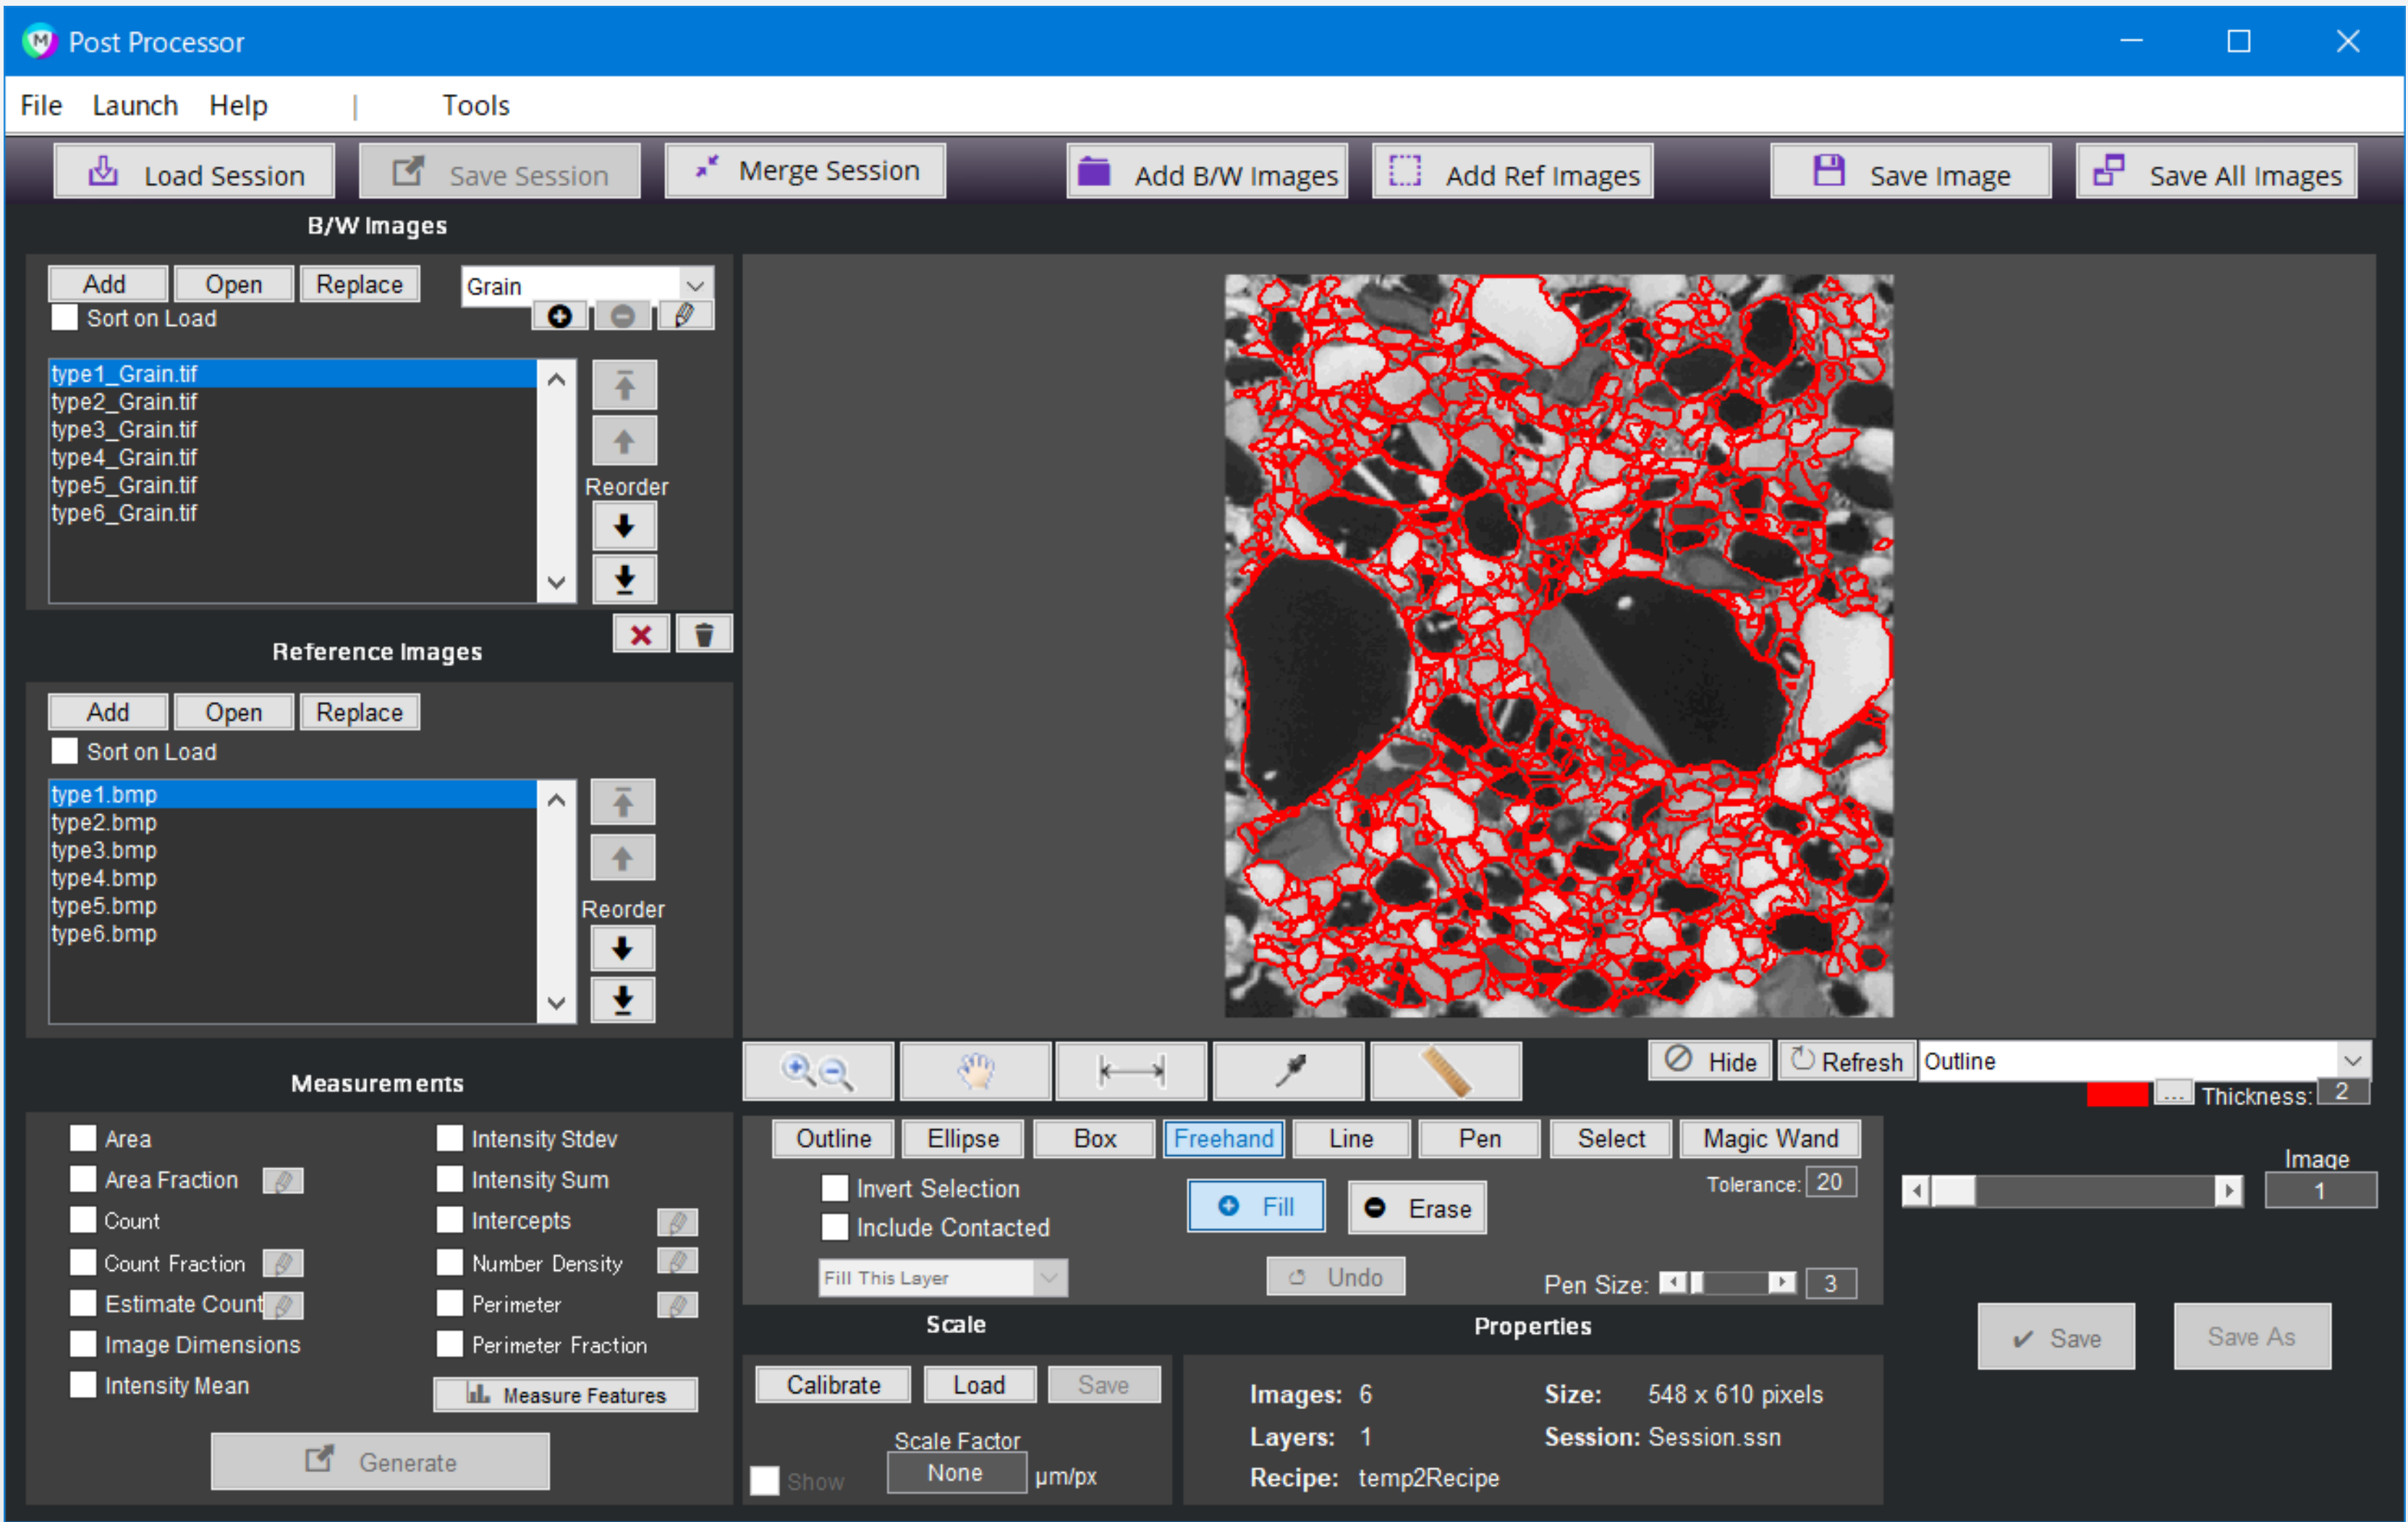 Post Processor
File Launch Help | Tools
Load Session Save Session Merge Session Add B/W Images Add Ref Images Save Image Save All Images
B/W Images
Add Open Replace Grain
Sort on Load
type1_Grain.tif
type2_Grain.tif
type3_Grain.tif
type4_Grain.tif
type5_Grain.tif
type6_Grain.tif
Reorder
Reference Images
Add Open Replace
Sort on Load
type1.bmp
type2.bmp
type3.bmp
type4.bmp
type5.bmp
type6.bmp
Reorder
Hide Refresh Outline
... Thickness: 2
Measurements
Area
Area Fraction
Count
Count Fraction
Estimate Count
Image Dimensions
Intensity Mean
Intensity Stdev
Intensity Sum
Intercepts
Number Density
Perimeter
Perimeter Fraction
Measure Features
Generate
Outline Ellipse Box Freehand Line Pen Select Magic Wand
Invert Selection
Include Contacted
Fill Erase
Tolerance: 20
Fill This Layer
Undo
Pen Size: 3
Image
1
Save Save As
Scale
Calibrate Load Save
Scale Factor
Show None µm/px
Properties
Images: 6 Size: 548 x 610 pixels
Layers: 1 Session: Session.ssn
Recipe: temp2Recipe